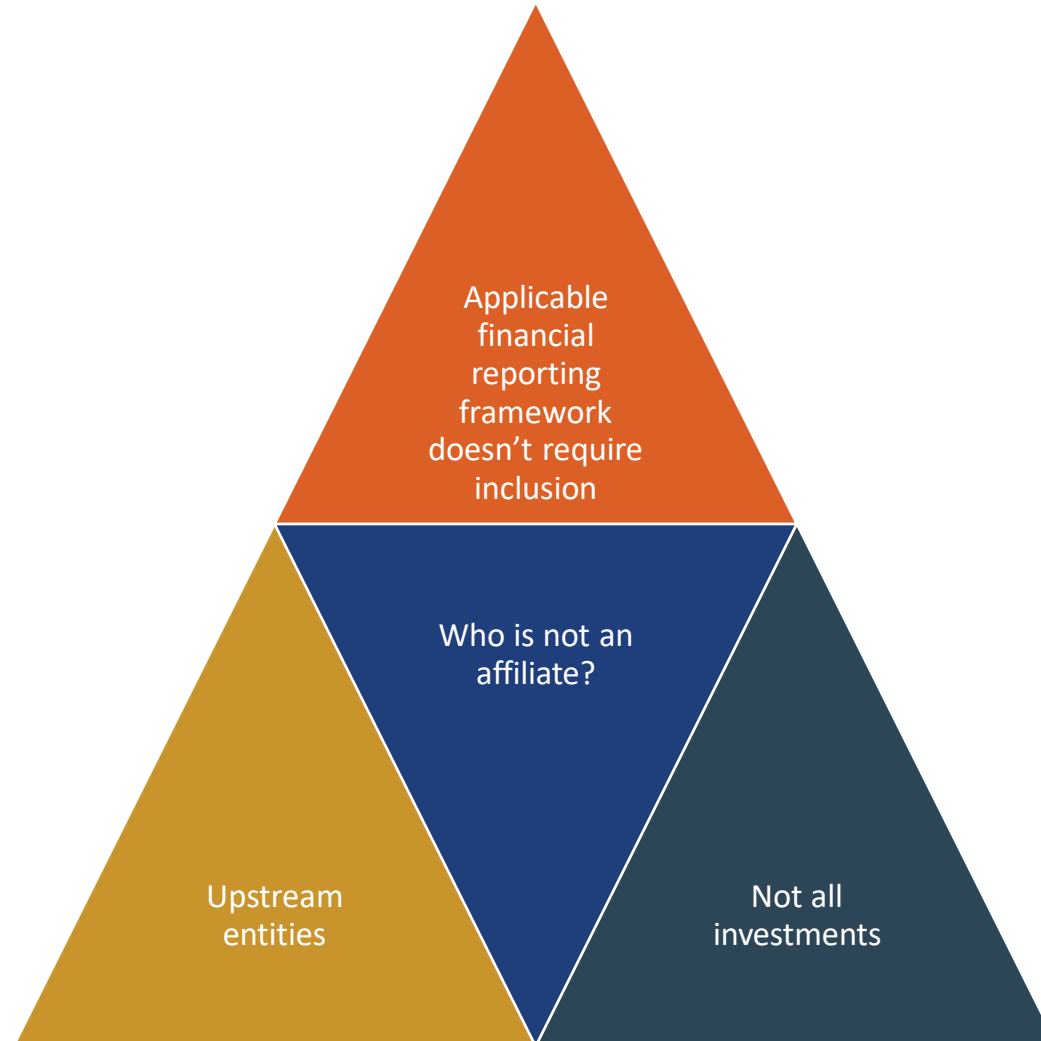 Applicable
financial
reporting
framework
doesn’t require
inclusion
Who is not an
affiliate?
Upstream
entities
Not all
investments